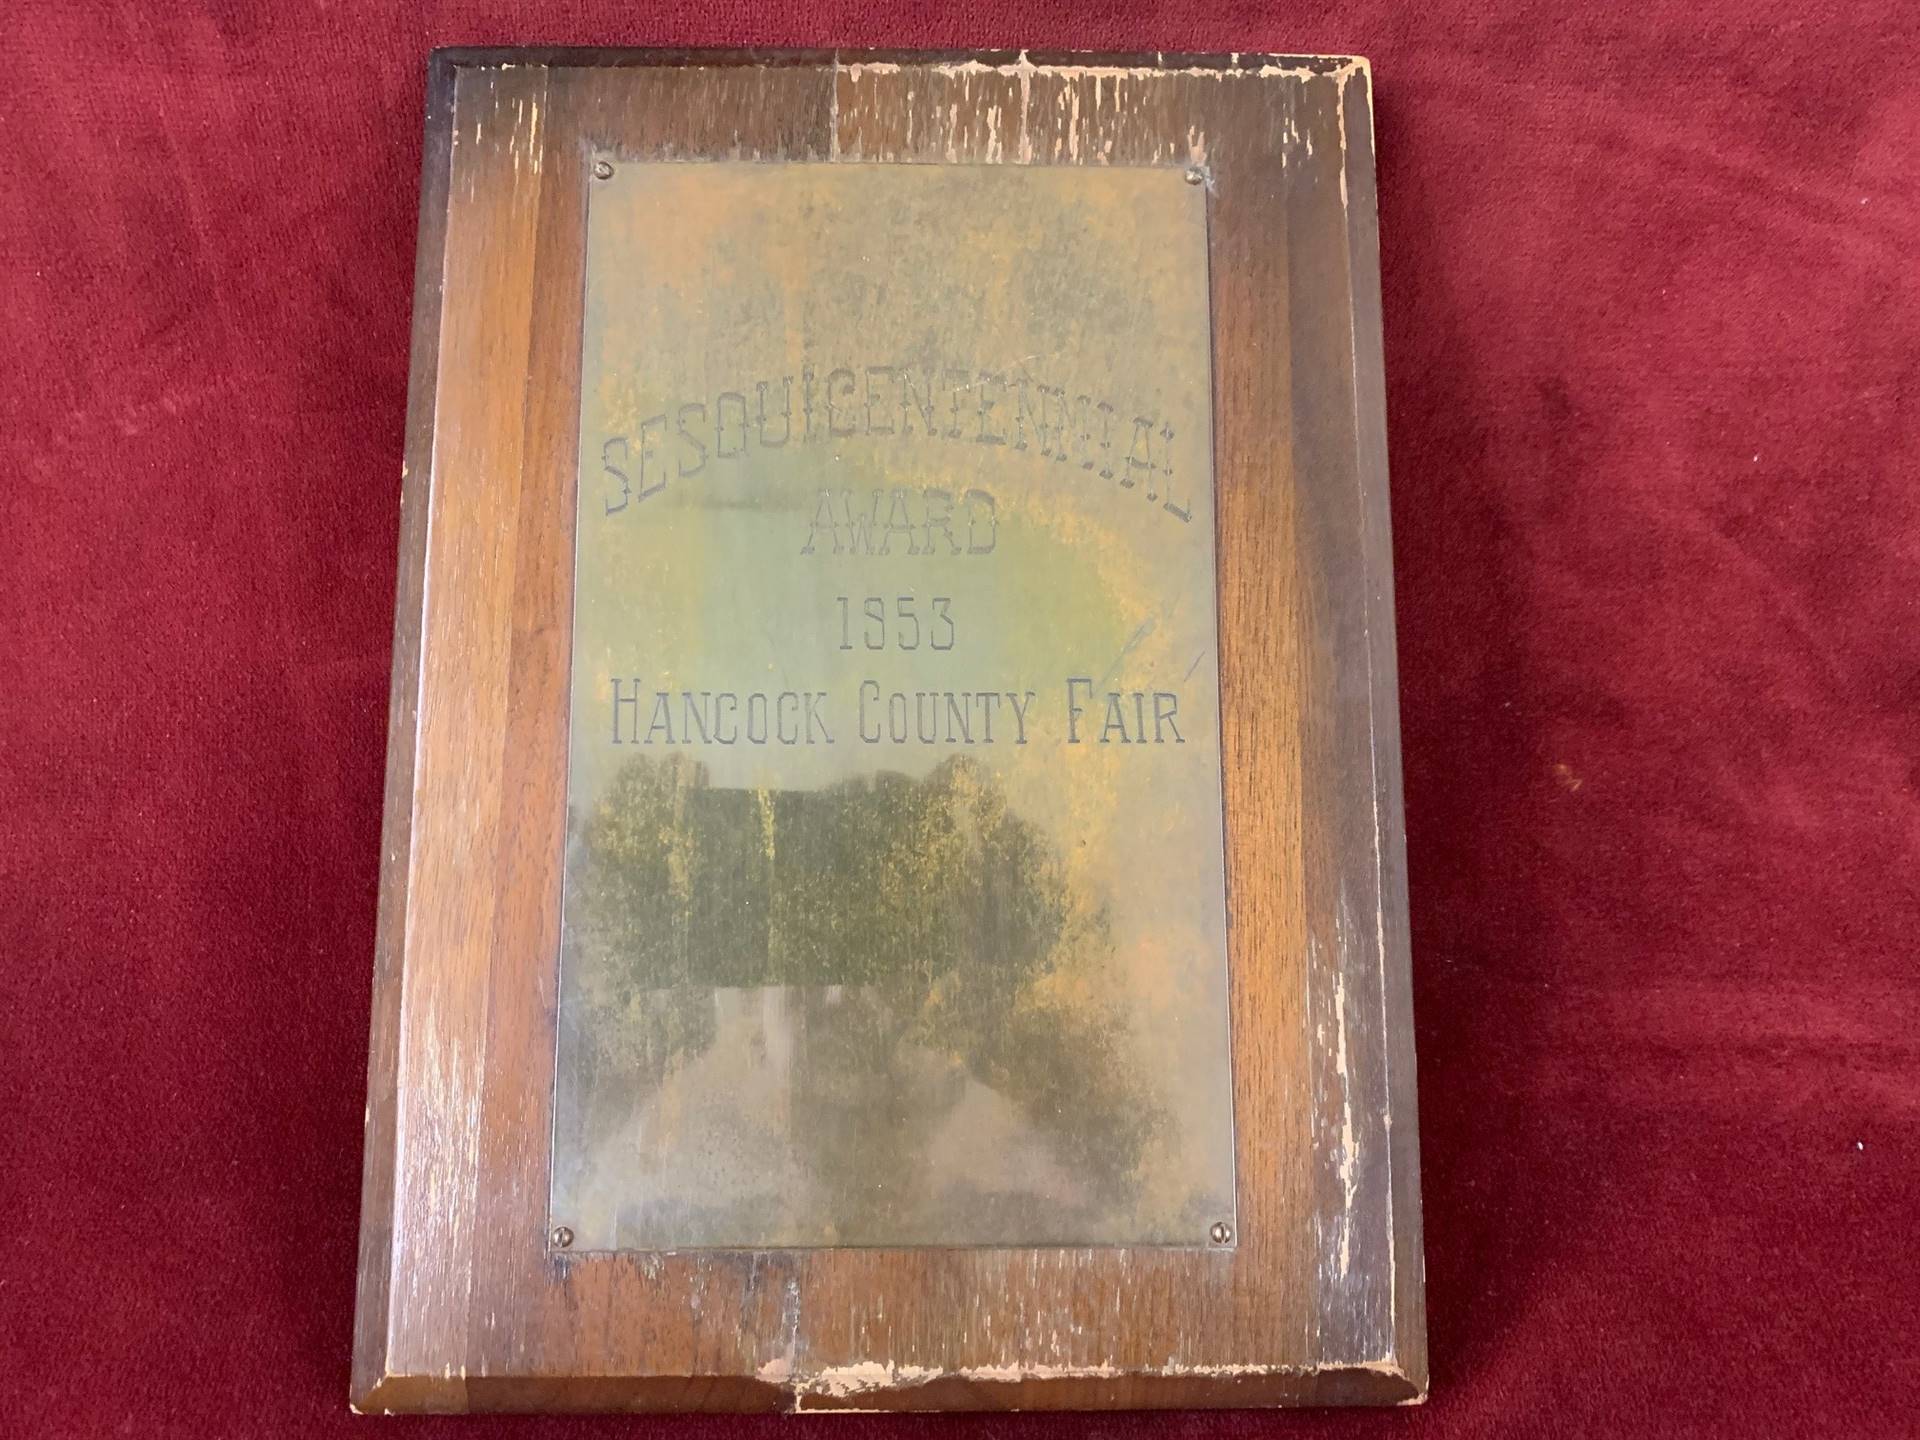 SESQUICENTENNIAL
AWARD
1953
HANCOCK COUNTY FAIR